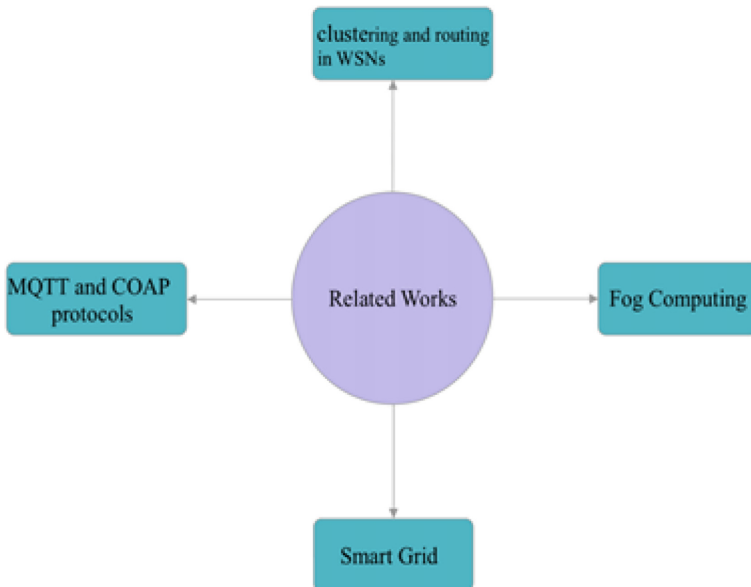 clustering and routing
in WSNs
MQTT and COAP
protocols
Related Works
Fog Computing
Smart Grid